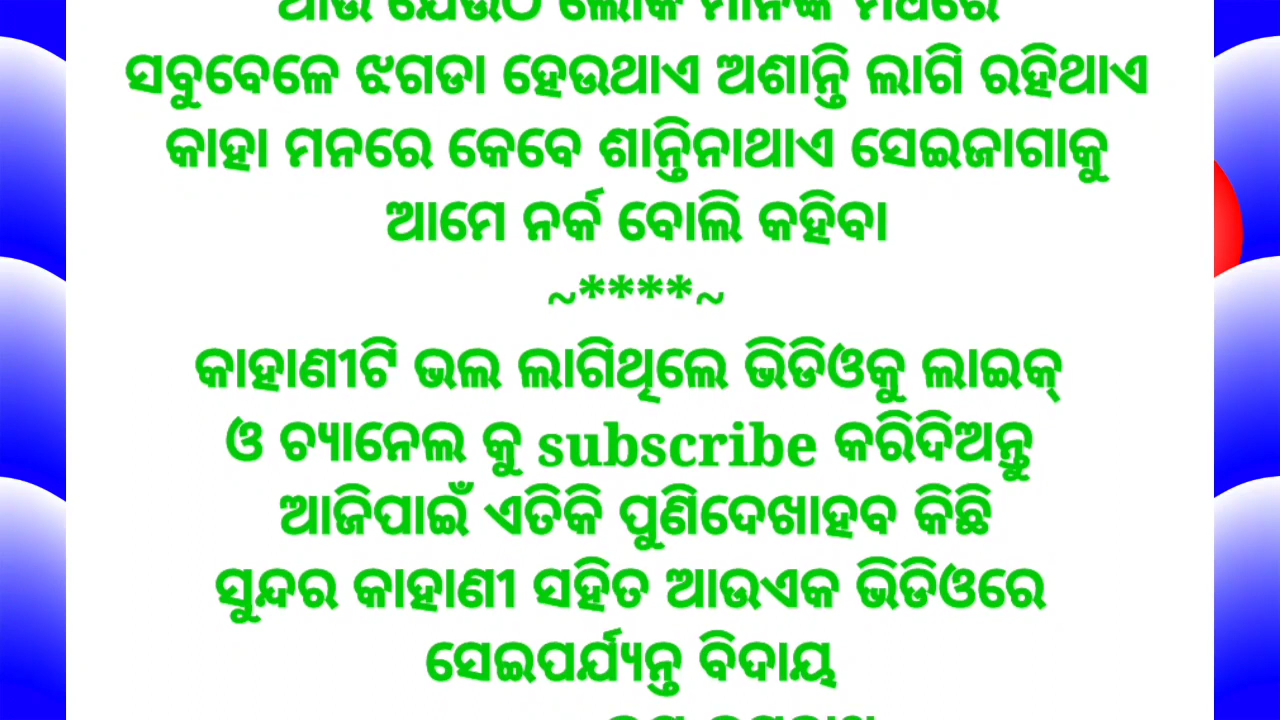 ସବୁବେଳେ ଝଗଡା ହେଉଥାଏ ଅଶାନ୍ତି ଲାଗି ରହିଥାଏ
କାହା ମନରେ କେବେ ଶାନ୍ତିନାଥାଏ ସେଇଜାଗାକୁ
ଆମେ ନର୍କ ବୋଲି କହିବା
~****~
କାହାଣୀଟି ଭଲ ଲାଗିଥିଲେ ଭିଡିଓକୁ ଲାଇକ୍
ଓ ଚ୍ୟାନେଲ କୁ subscribe କରିଦିଅନ୍ତୁ
ଆଜିପାଇଁ ଏତିକି ପୁଣିଦେଖାହବ କିଛି
ସୁନ୍ଦର କାହାଣୀ ସହିତ ଆଉଏକ ଭିଡିଓରେ
ସେଇପର୍ଯ୍ୟନ୍ତ ବିଦାୟ